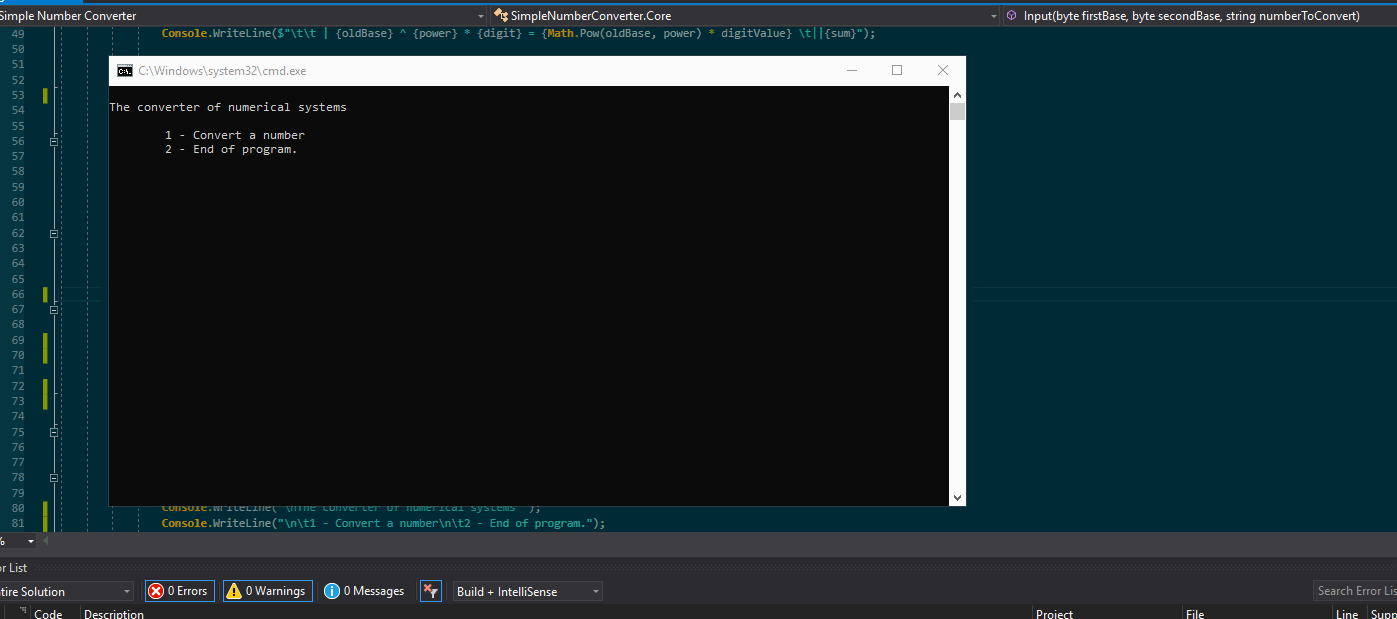 Simple Number Converter
SimpleNumberConverter.Core
Input(byte firstBase, byte secondBase, string numberToConvert)
49 Console.WriteLine($"\t\t | {oldBase} ^ {power} * {digit} = {Math.Pow(oldBase, power) * digitValue} \t||{sum}");
50
51
52
53
54
55
56
57
58
59
60
61
62
63
64
65
66
67
68
69
70
71
72
73
74
75
76
77
78
79
80 Console.WriteLine("\nThe converter of numerical systems");
81 Console.WriteLine("\n\t1 - Convert a number\n\t2 - End of program.");
C:\Windows\system32\cmd.exe
The converter of numerical systems
1 - Convert a number
2 - End of program.
%
or List
tire Solution
0 Errors
0 Warnings
0 Messages
Build + IntelliSense
Search Error Lis
Code
Description
Project
File
Line
Supp